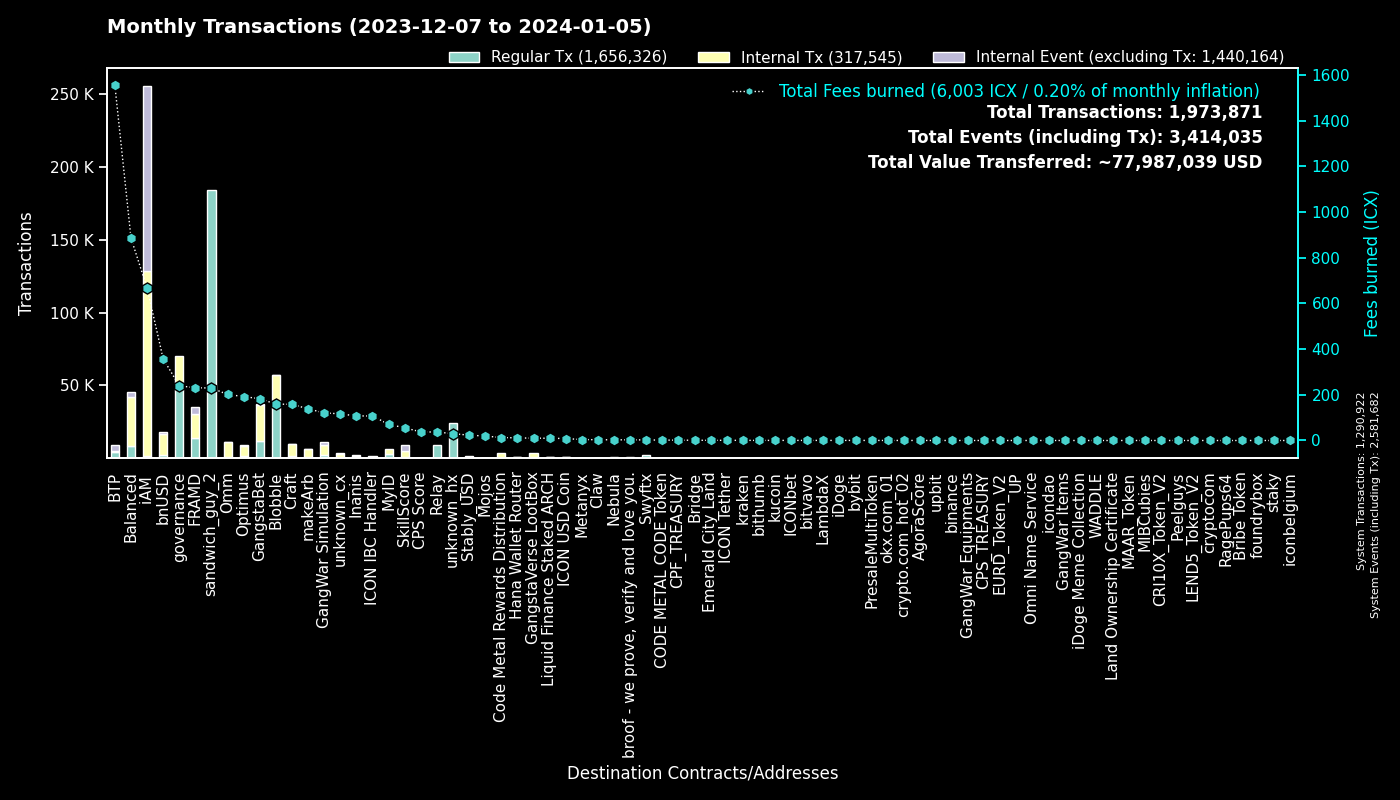 Monthly Transactions (2023-12-07 to 2024-01-05)
Regular Tx (1,656,326)
Internal Tx (317,545)
Internal Event (excluding Tx: 1,440,164)
Total Fees burned (6,003 ICX / 0.20% of monthly inflation)
Total Transactions: 1,973,871
Total Events (including Tx): 3,414,035
Total Value Transferred: ~77,987,039 USD
Transactions
250 K
200 K
150 K
100 K
50 K
1600
1400
1200
1000
800
600
400
200
0
Fees burned (ICX)
System Transactions: 1,290,922
System Events (including Tx): 2,581,682
BTP
Balanced
iAM
bnUSD
governance
FRAMD
sandwich_guy_2
Omm
Optimus
GangstaBet
Blobble
Craft
makeArb
GangWar Simulation
unknown_cx
Inanis
ICON IBC Handler
MyID
SkillScore
CPS Score
Relay
unknown_hx
Stably_USD
Mojos
Code Metal Rewards Distribution
Hana Wallet Router
GangstaVerse LootBox
Liquid Finance Staked ARCH
ICON USD Coin
Metanyx
Claw
Nebula
broof - we prove, verify and love you.
Swyftx
CODE METAL CODE Token
CPF_TREASURY
Bridge
Emerald City Land
ICON Tether
kraken
bithumb
kucoin
ICONbet
bitvavo
LambdaX
iDoge
bybit
PresaleMultiToken
okx.com_01
crypto.com_hot_02
AgoraScore
upbit
binance
GangWar Equipments
CPS_TREASURY
EURD_Token_V2
UP
Omni Name Service
icondao
GangWar Items
iDoge Meme Collection
WADDLE
Land Ownership Certificate
MAAR_Token
MIBCubies
CRI10X_Token_V2
Peelguys
LEND5_Token_V2
cryptocom
RagePups64
Bribe Token
foundrybox
staky
iconbelgium
Destination Contracts/Addresses